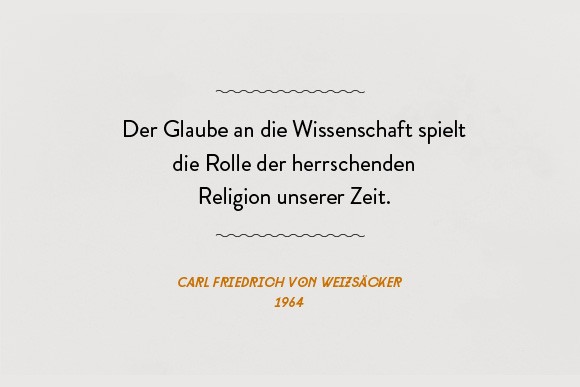 Der Glaube an die Wissenschaft spielt
die Rolle der herrschenden
Religion unserer Zeit.
CARL FRIEDRICH VON WEIZSÄCKER
1964